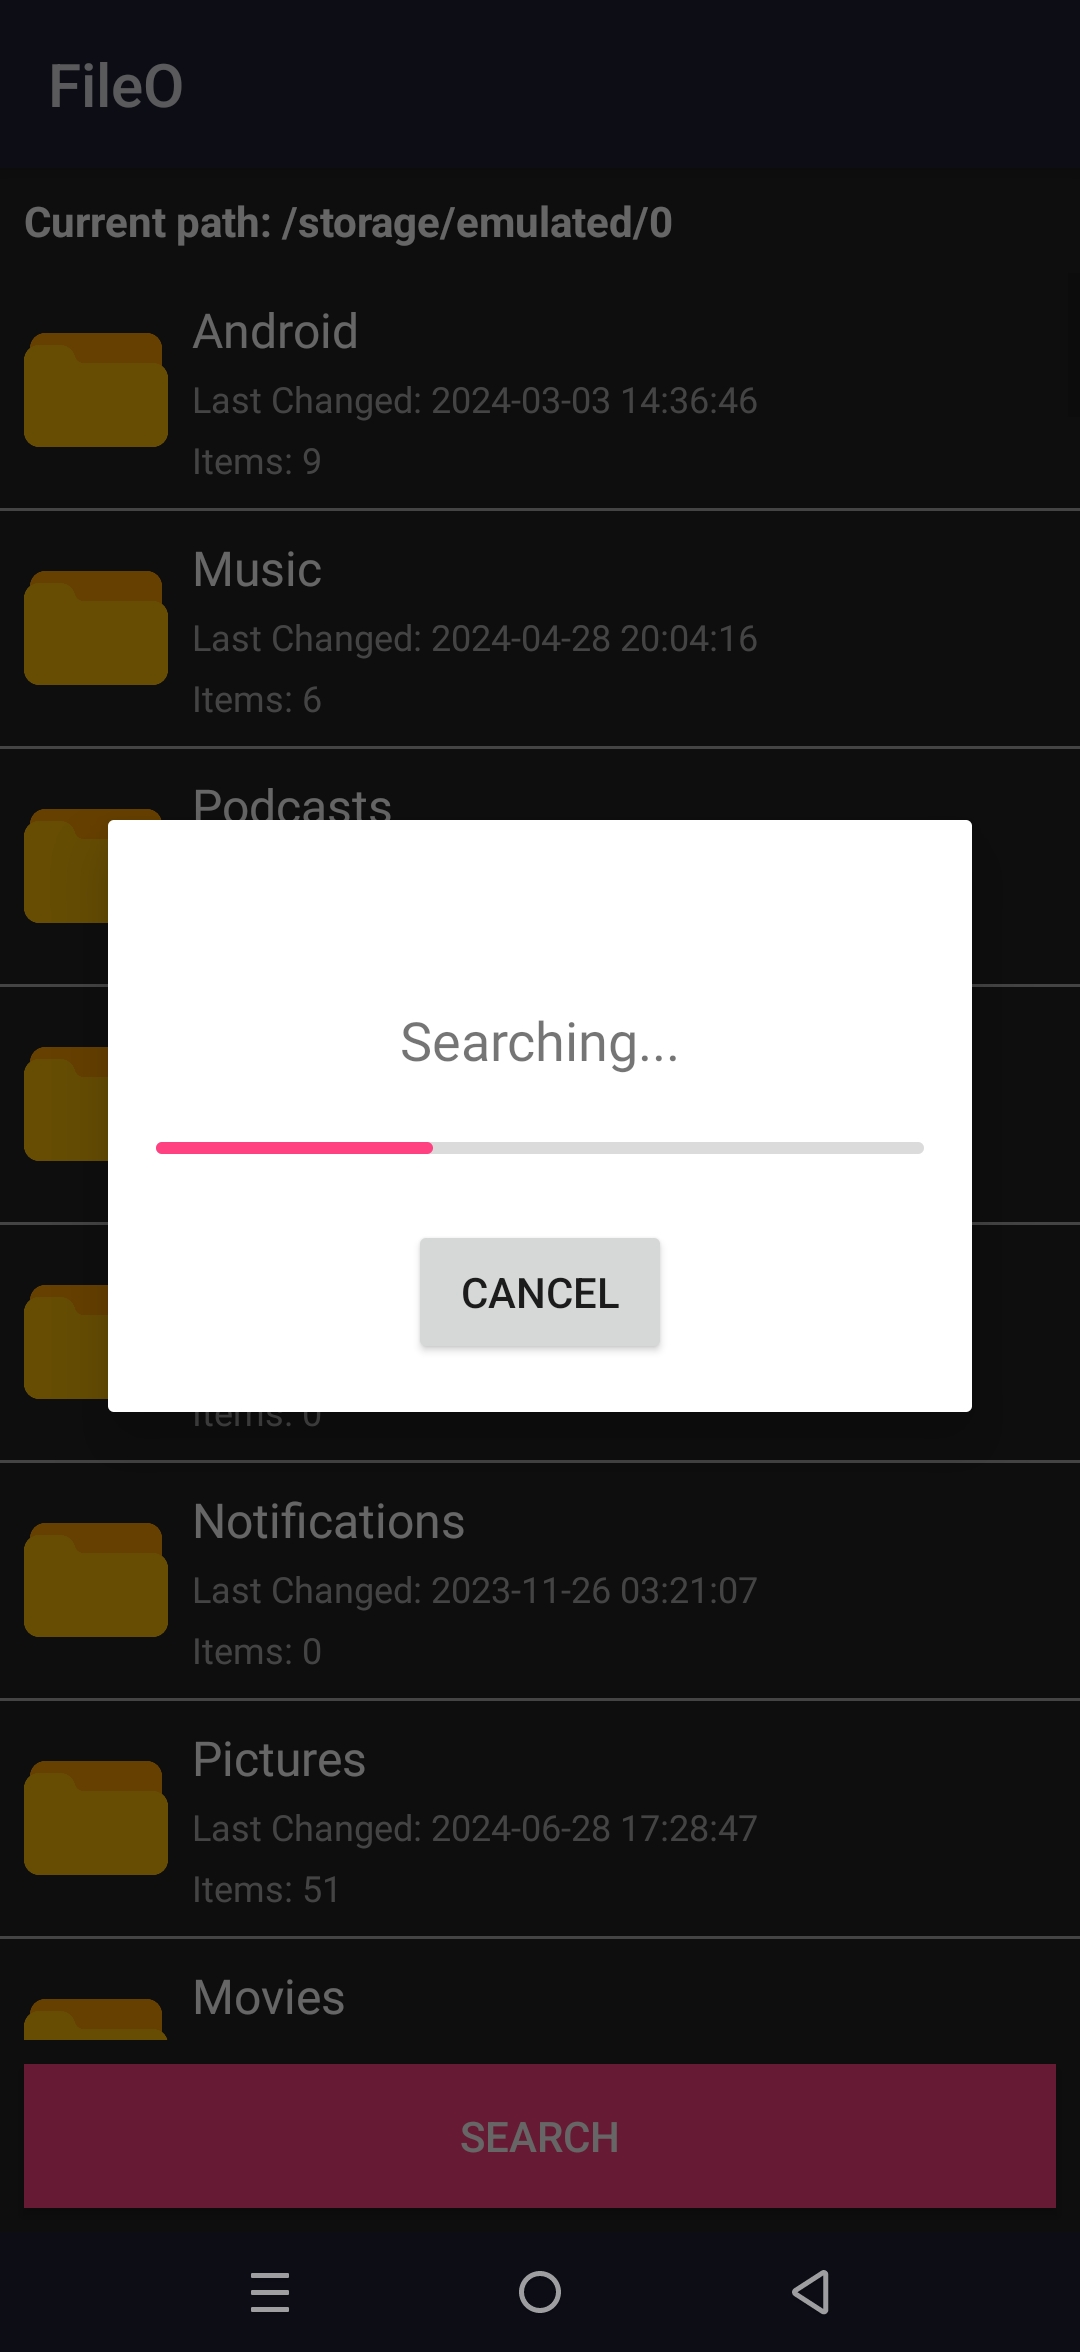 FileO
Current path: /storage/emulated/0
Android
Last Changed: 2024-03-03 14:36:46
Items: 9
Music
Last Changed: 2024-04-28 20:04:16
Items: 6
Podcasts
Searching...
CANCEL
Items: 0
Notifications
Last Changed: 2023-11-26 03:21:07
Items: 0
Pictures
Last Changed: 2024-06-28 17:28:47
Items: 51
Movies
SEARCH